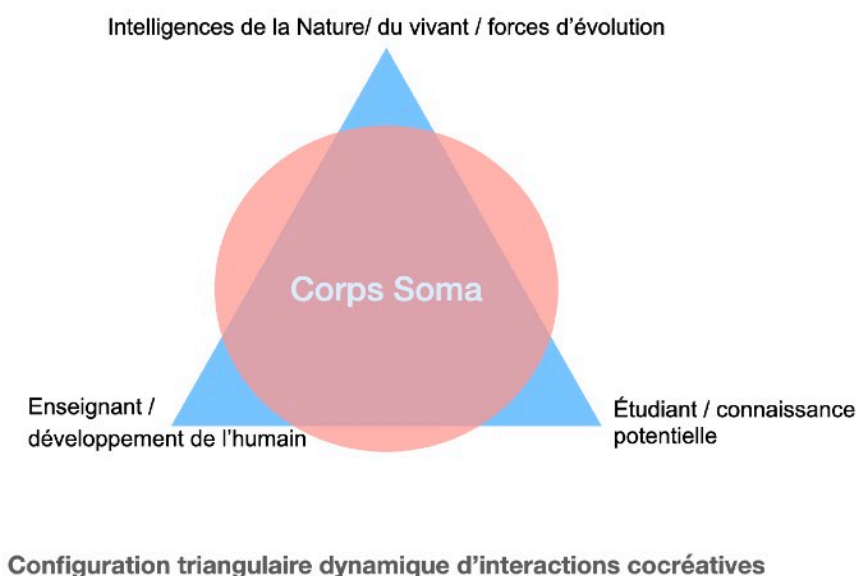 Intelligences de la Nature/ du vivant / forces d'évolution
Corps Soma
Enseignant /
développement de l'humain
Étudiant / connaissance
potentielle
Configuration triangulaire dynamique d'interactions cocréatives